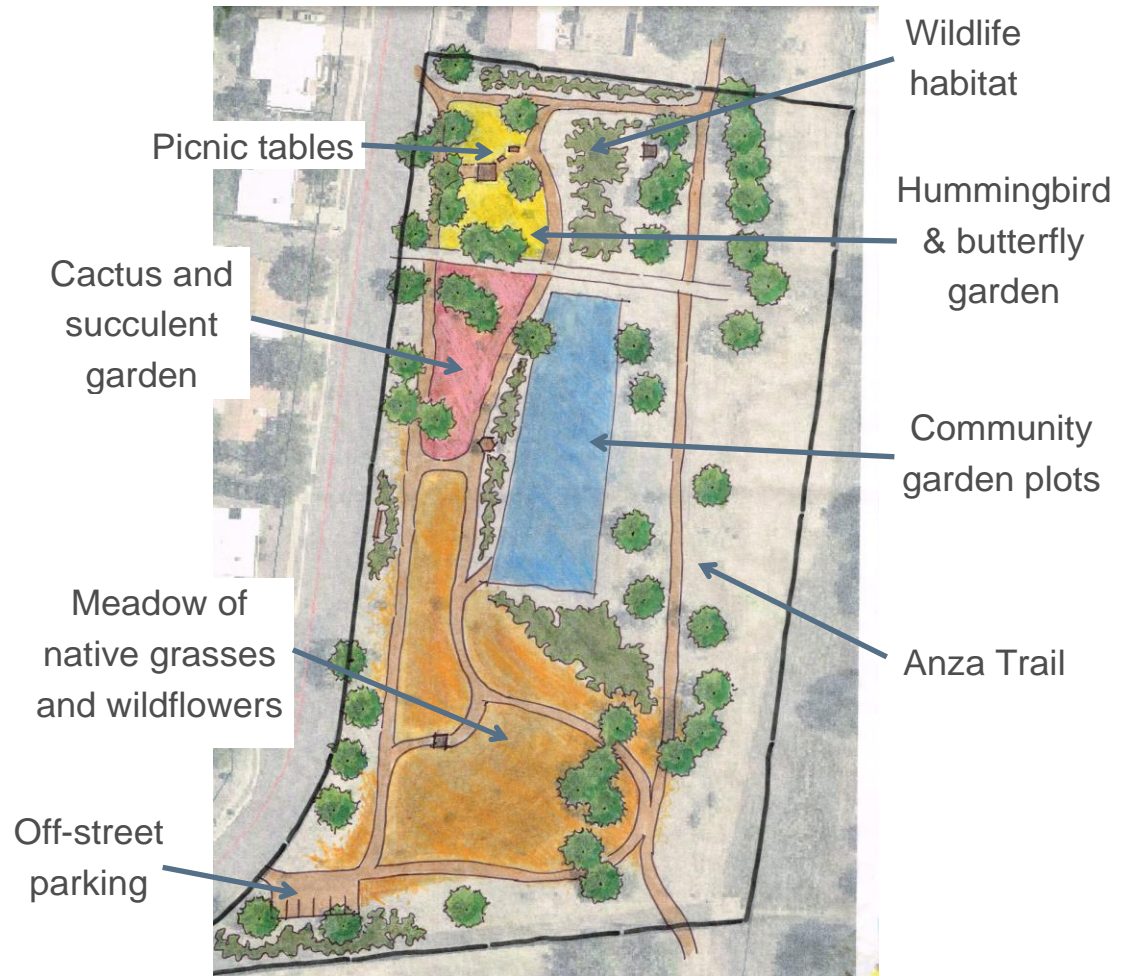 Wildlife
habitat
Picnic tables
Hummingbird
& butterfly
garden
Cactus and
succulent
garden
Community
garden plots
Meadow of
native grasses
and wildflowers
Anza Trail
Off-street
parking